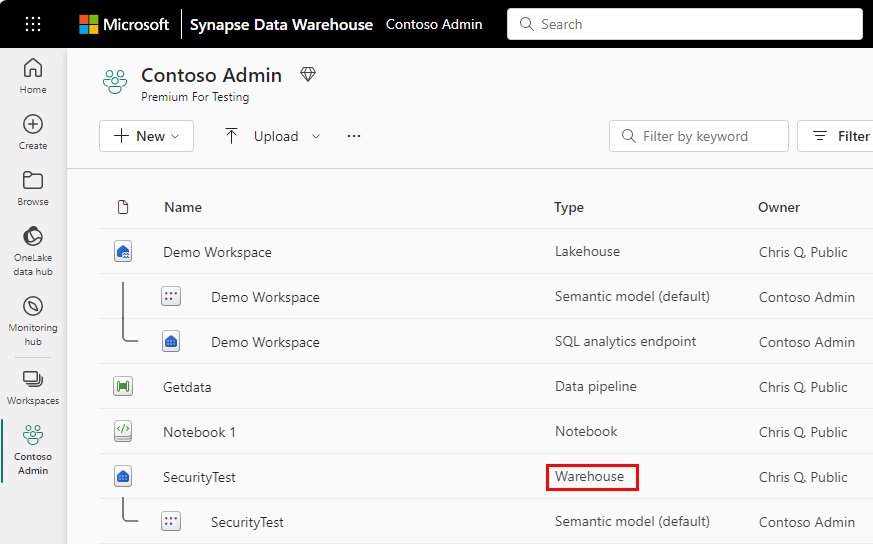 Microsoft Synapse Data Warehouse Contoso Admin Search
Home
Create
Browse
OneLake
data hub
Monitoring
hub
Workspaces
Contoso
Admin
Contoso Admin
Premium For Testing
New Upload ... Filter by keyword Filter
Name Type Owner
Demo Workspace Lakehouse Chris Q. Public
Demo Workspace Semantic model (default) Contoso Admin
Demo Workspace SQL analytics endpoint Contoso Admin
Getdata Data pipeline Chris Q. Public
Notebook 1 Notebook Chris Q. Public
SecurityTest Warehouse Chris Q. Public
SecurityTest Semantic model (default) Contoso Admin